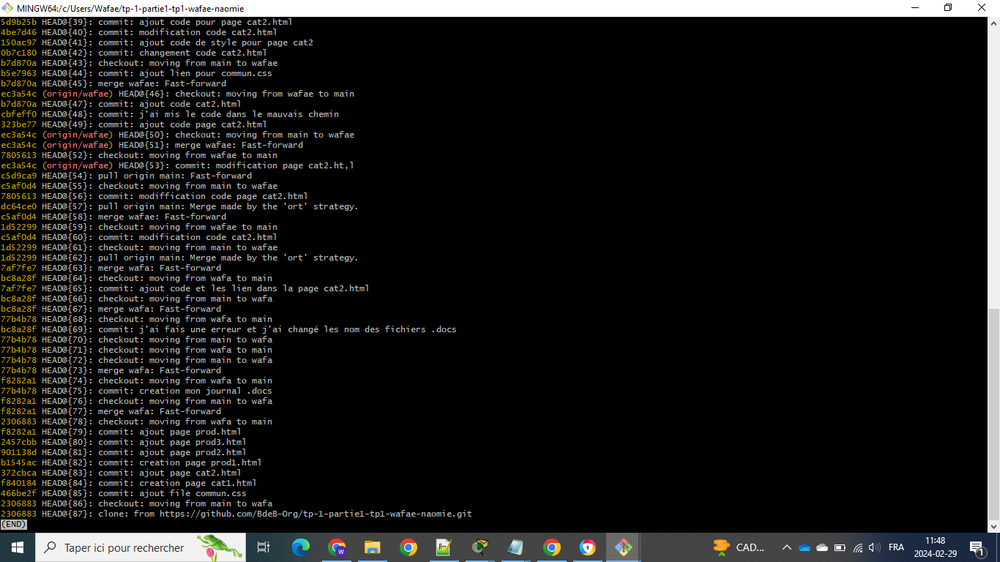 MINGW64:/c/Users/Wafae/tp-1-partie1-tp1-wafae-naomie
5d9b25b HEAD@{39}: commit: ajout code pour page cat2.html
4be7d46 HEAD@{40}: commit: modification code cat2.html
150ac97 HEAD@{41}: commit: ajout code de style pour page cat2
0b7c180 HEAD@{42}: commit: changement code cat2.html
b7d870a HEAD@{43}: checkout: moving from main to wafae
b5e7963 HEAD@{44}: commit: ajout lien pour commun.css
b7d870a HEAD@{45}: merge wafae: Fast-forward
ec3a54c (origin/wafae) HEAD@{46}: checkout: moving from wafae to main
b7d870a HEAD@{47}: commit: ajout code cat2.html
cbfeff0 HEAD@{48}: commit: j'ai mis le code dans le mauvais chemin
323be77 HEAD@{49}: commit: ajout code page cat2.html
ec3a54c (origin/wafae) HEAD@{50}: checkout: moving from main to wafae
ec3a54c (origin/wafae) HEAD@{51}: merge wafae: Fast-forward
7805613 HEAD@{52}: checkout: moving from wafae to main
ec3a54c (origin/wafae) HEAD@{53}: commit: modification page cat2.ht,l
c5d9ca9 HEAD@{54}: pull origin main: Fast-forward
c5af0d4 HEAD@{55}: checkout: moving from main to wafae
7805613 HEAD@{56}: commit: modiffication code page cat2.html
dc64ce0 HEAD@{57}: pull origin main: Merge made by the 'ort' strategy.
c5af0d4 HEAD@{58}: merge wafae: Fast-forward
1d52299 HEAD@{59}: checkout: moving from wafae to main
c5af0d4 HEAD@{60}: commit: modification code cat2.html
1d52299 HEAD@{61}: checkout: moving from main to wafae
1d52299 HEAD@{62}: pull origin main: Merge made by the 'ort' strategy.
7af7fe7 HEAD@{63}: merge wafa: Fast-forward
bc8a28f HEAD@{64}: checkout: moving from wafa to main
7af7fe7 HEAD@{65}: commit: ajout code et les lien dans la page cat2.html
bc8a28f HEAD@{66}: checkout: moving from main to wafa
bc8a28f HEAD@{67}: merge wafa: Fast-forward
77b4b78 HEAD@{68}: checkout: moving from wafa to main
bc8a28f HEAD@{69}: commit: j'ai fais une erreur et j'ai changé les nom des fichiers .docs
77b4b78 HEAD@{70}: checkout: moving from main to wafa
77b4b78 HEAD@{71}: checkout: moving from wafa to main
77b4b78 HEAD@{72}: checkout: moving from main to wafa
77b4b78 HEAD@{73}: merge wafa: Fast-forward
f8282a1 HEAD@{74}: checkout: moving from wafa to main
77b4b78 HEAD@{75}: commit: creation mon journal .docs
f8282a1 HEAD@{76}: checkout: moving from main to wafa
f8282a1 HEAD@{77}: merge wafa: Fast-forward
2306883 HEAD@{78}: checkout: moving from wafa to main
f8282a1 HEAD@{79}: commit: ajout page prod.html
2457cbb HEAD@{80}: commit: ajout page prod3.html
901138d HEAD@{81}: commit: ajout page prod2.html
b1545ac HEAD@{82}: commit: creation page prod1.html
372cbca HEAD@{83}: commit: ajout page cat2.html
f840184 HEAD@{84}: commit: creation page cat1.html
466be2f HEAD@{85}: commit: ajout file commun.css
2306883 HEAD@{86}: checkout: moving from main to wafa
2306883 HEAD@{87}: clone: from https://github.com/BdeB-Org/tp-1-partie1-tp1-wafae-naomie.git
(END)
Taper ici pour rechercher
W
CAD...
FRA
11:48
2024-02-29
1